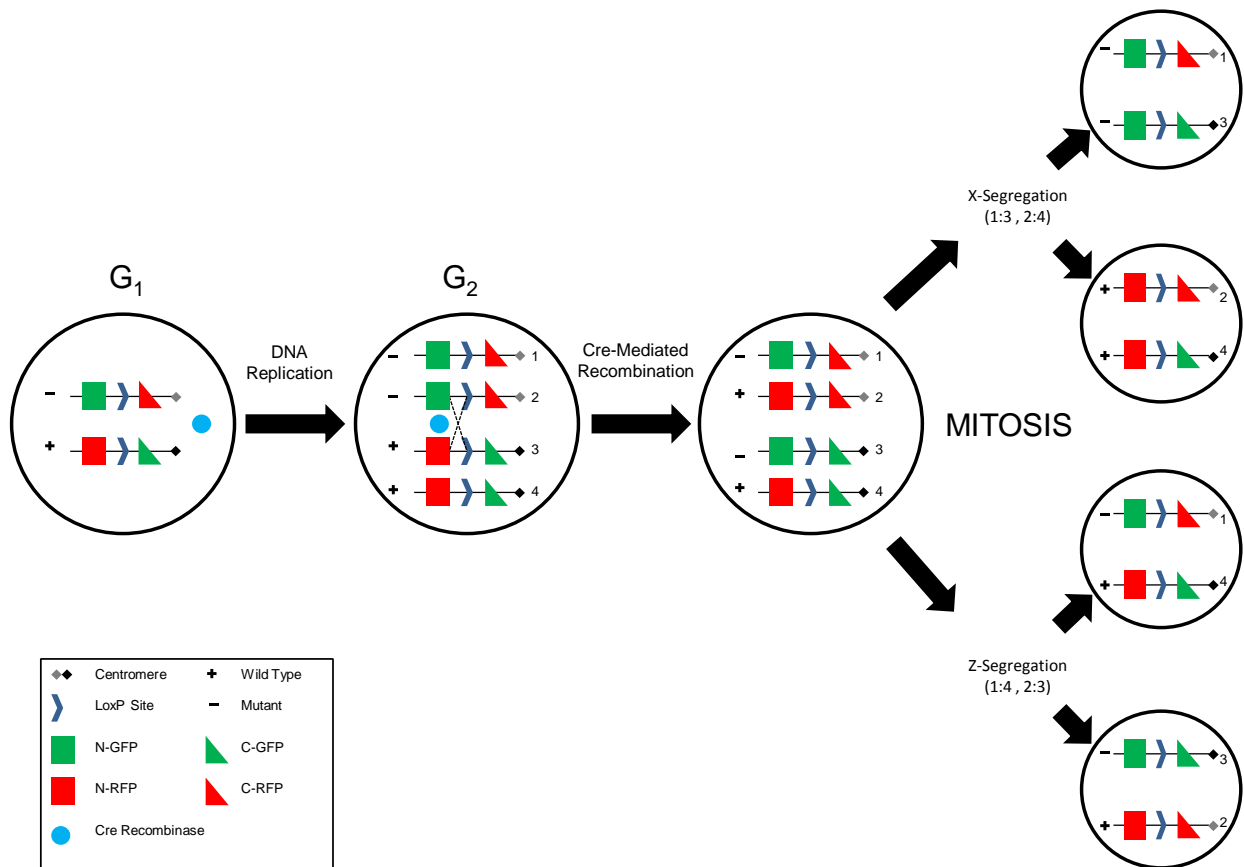 G1
DNA
Replication
G2
Cre-Mediated
Recombination
MITOSIS
X-Segregation
(1:3 , 2:4)
Z-Segregation
(1:4 , 2:3)
- 1
- 3
+ 2
+ 4
-
+
- 1
- 2
+ 3
+ 4
- 1
+ 2
- 3
+ 4
- 1
+ 4
- 3
+ 2
Centromere
+ Wild Type
LoxP Site
- Mutant
N-GFP
C-GFP
N-RFP
C-RFP
Cre Recombinase